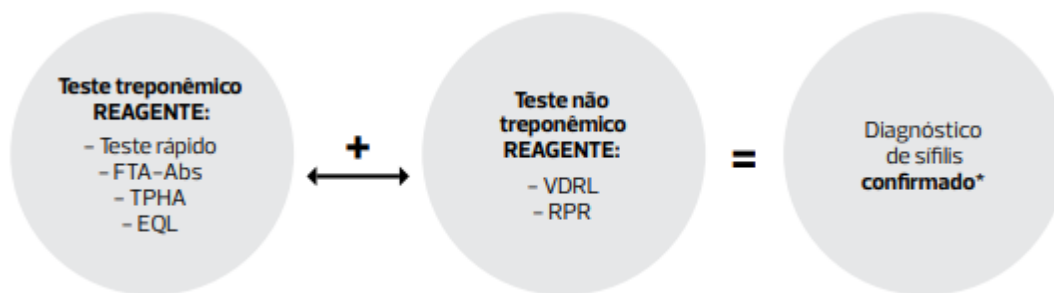 Teste treponêmico
REAGENTE:
– Teste rápido
– FTA-Abs
– TPHA
– EQL
+
Teste não
treponêmico
REAGENTE:
– VDRL
– RPR
=
Diagnóstico
de sífilis
confirmado*